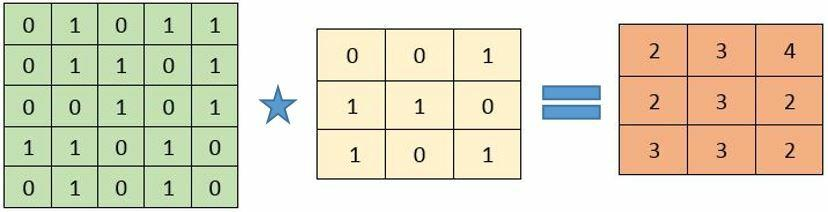 0 1 0 1 1
0 1 1 0 1
0 0 1 0 1
1 1 0 1 0
0 1 0 1 0
0 0 1
1 1 0
1 0 1
2 3 4
2 3 2
3 3 2